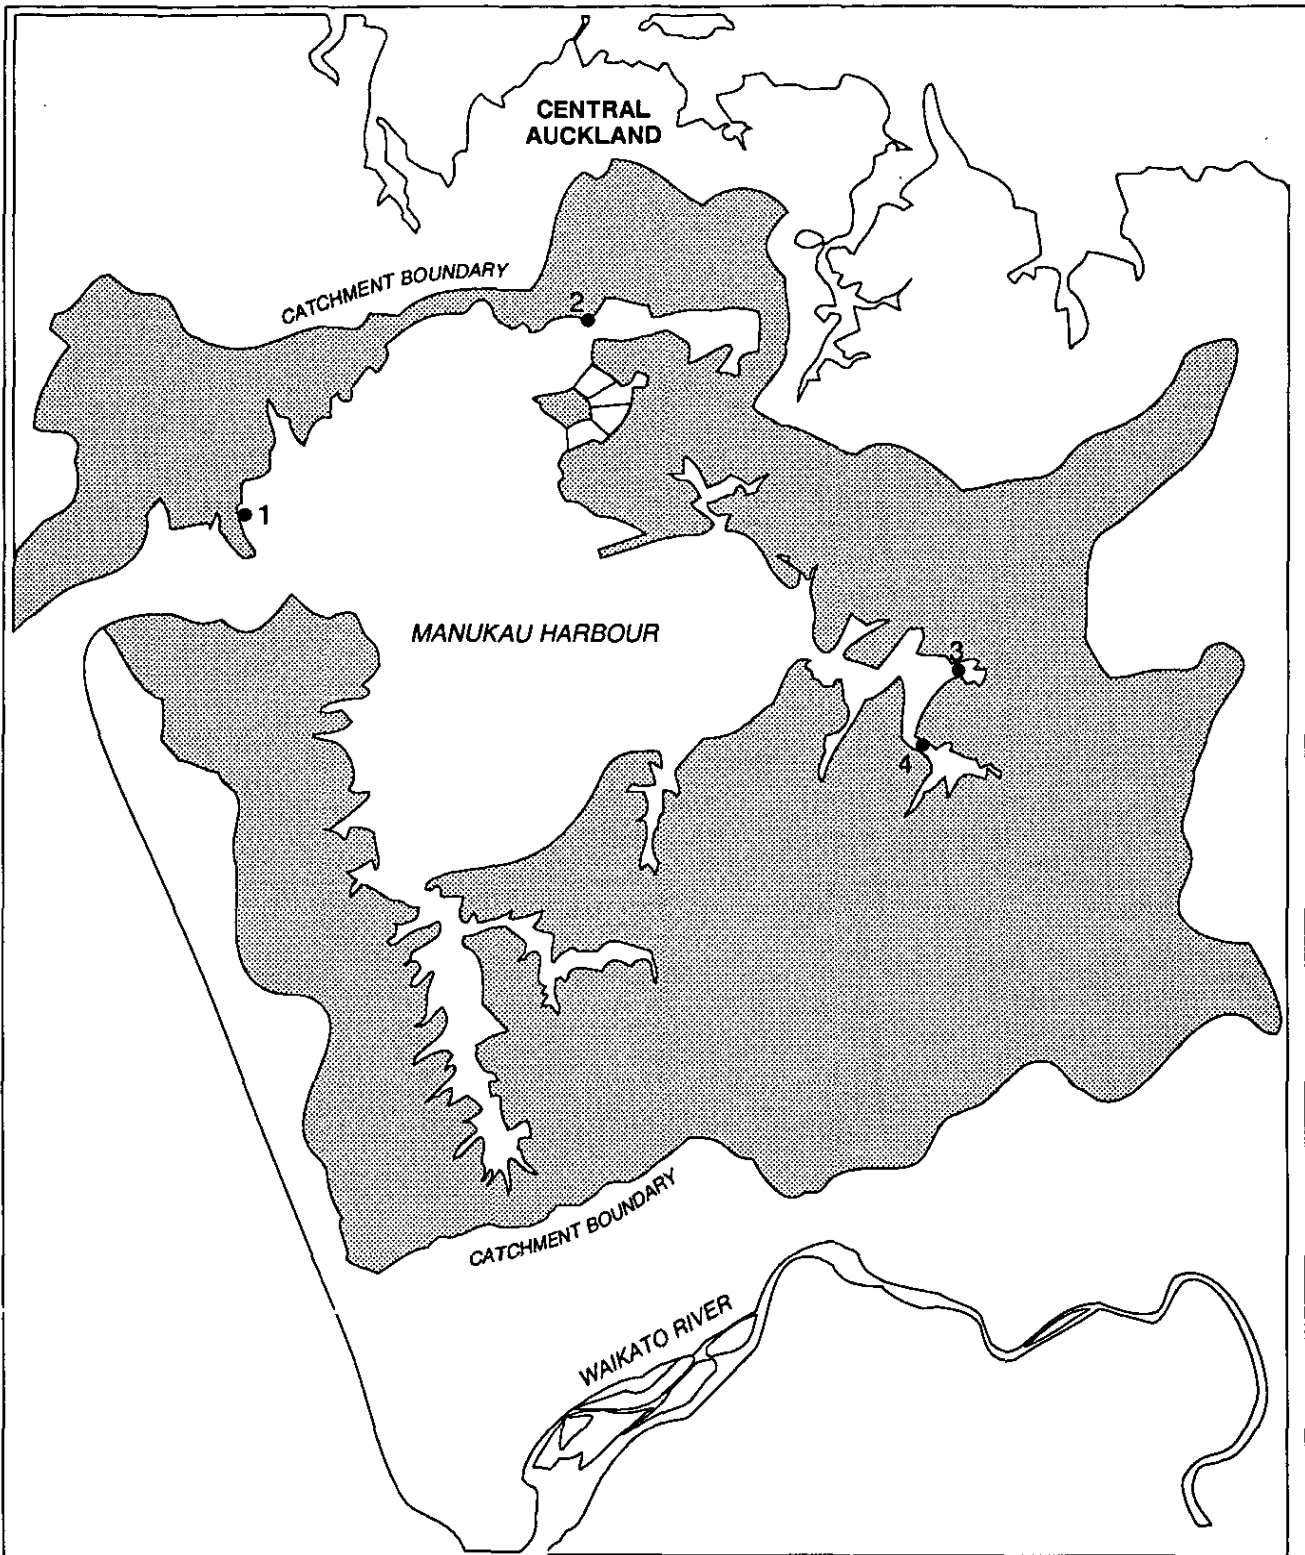 CENTRAL
AUCKLAND
CATCHMENT BOUNDARY
2
1
MANUKAU HARBOUR
3
4
CATCHMENT BOUNDARY
WAIKATO RIVER